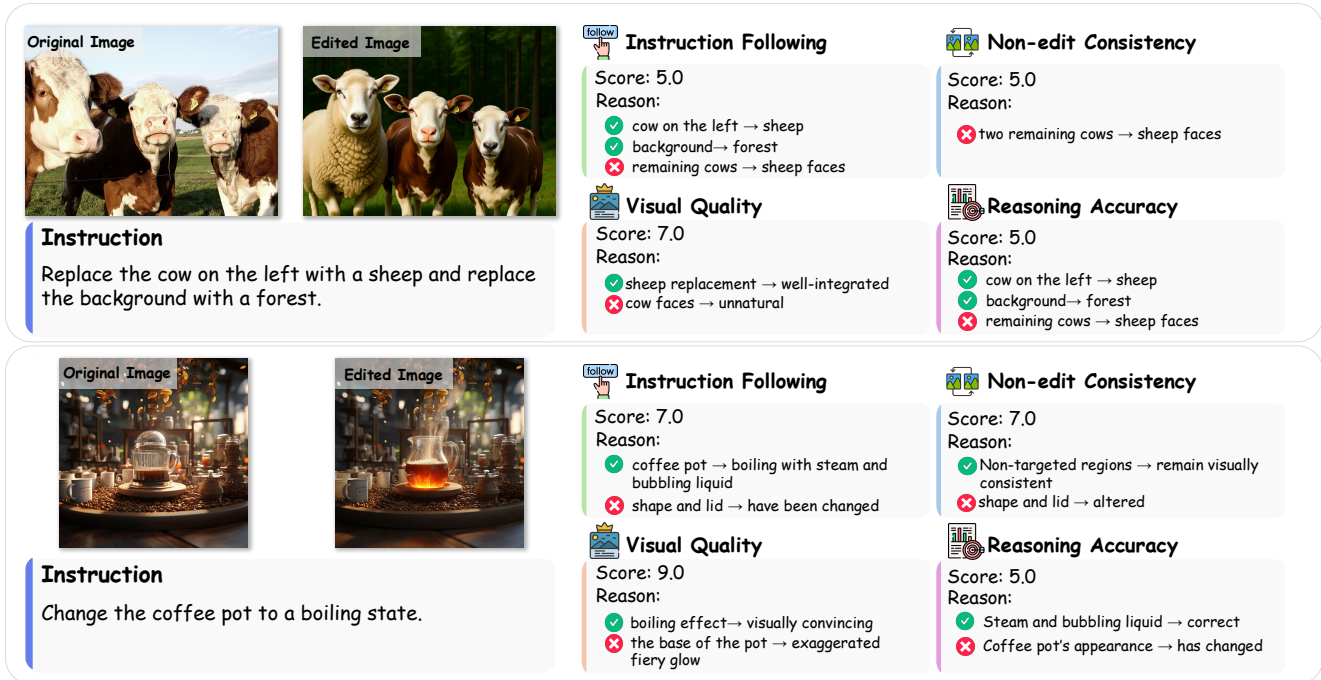 Original Image
Edited Image
Instruction
Replace the cow on the left with a sheep and replace
the background with a forest.
follow
Instruction Following
Score: 5.0
Reason:
cow on the left → sheep
background→ forest
remaining cows → sheep faces
Non-edit Consistency
Score: 5.0
Reason:
two remaining cows → sheep faces
Visual Quality
Score: 7.0
Reason:
sheep replacement → well-integrated
cow faces → unnatural
Reasoning Accuracy
Score: 5.0
Reason:
cow on the left → sheep
background→ forest
remaining cows → sheep faces
Original Image
Edited Image
Instruction
Change the coffee pot to a boiling state.
follow
Instruction Following
Score: 7.0
Reason:
coffee pot → boiling with steam and
bubbling liquid
shape and lid → have been changed
Non-edit Consistency
Score: 7.0
Reason:
Non-targeted regions → remain visually
consistent
shape and lid → altered
Visual Quality
Score: 9.0
Reason:
boiling effect→ visually convincing
the base of the pot → exaggerated
fiery glow
Reasoning Accuracy
Score: 5.0
Reason:
Steam and bubbling liquid → correct
Coffee pot's appearance → has changed